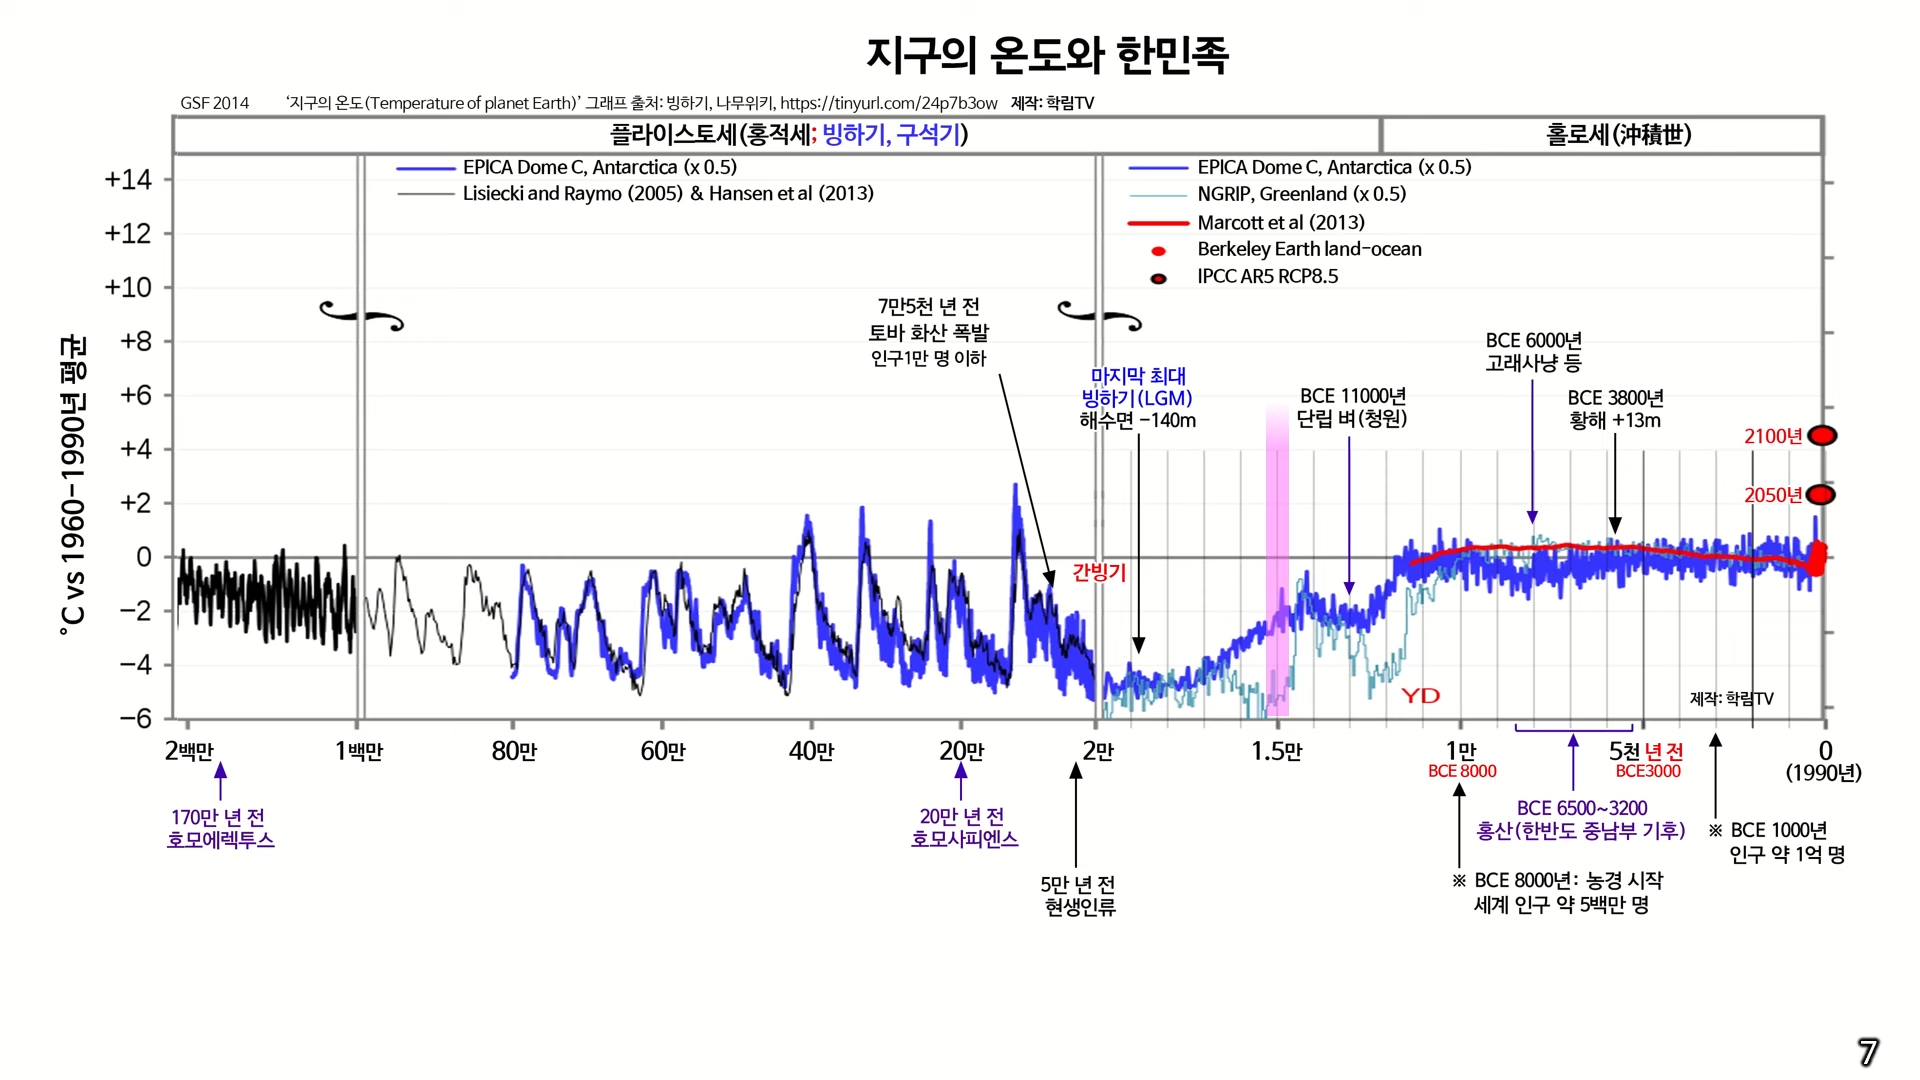 지구의 온도와 한민족
GSF 2014 ‘지구의 온도(Temperature of planet Earth)’ 그래프 출처: 빙하기, 나무위키, https://tinyurl.com/24p7b3ow 제작: 학림TV
플라이스토세(홍적세; 빙하기, 구석기)
홀로세(沖積世)
EPICA Dome C, Antarctica (x 0.5)
Lisiecki and Raymo (2005) & Hansen et al (2013)
EPICA Dome C, Antarctica (x 0.5)
NGRIP, Greenland (x 0.5)
Marcott et al (2013)
Berkeley Earth land-ocean
IPCC AR5 RCP8.5
°C vs 1960-1990년 평균
+14
+12
+10
+8
+6
+4
+2
0
−2
−4
−6
7만5천 년 전
토바 화산 폭발
인구1만 명 이하
마지막 최대
빙하기(LGM)
해수면 -140m
BCE 11000년
단립 벼(청원)
BCE 6000년
고래사냥 등
BCE 3800년
황해 +13m
2100년
2050년
간빙기
YD
제작: 학림TV
2백만
1백만
80만
60만
40만
20만
2만
1.5만
1만
5천 년 전
0
BCE 8000
BCE3000
(1990년)
170만 년 전
호모에렉투스
20만 년 전
호모사피엔스
5만 년 전
현생인류
BCE 6500~3200
홍산(한반도 중남부 기후)
※ BCE 1000년
인구 약 1억 명
※ BCE 8000년: 농경 시작
세계 인구 약 5백만 명
7